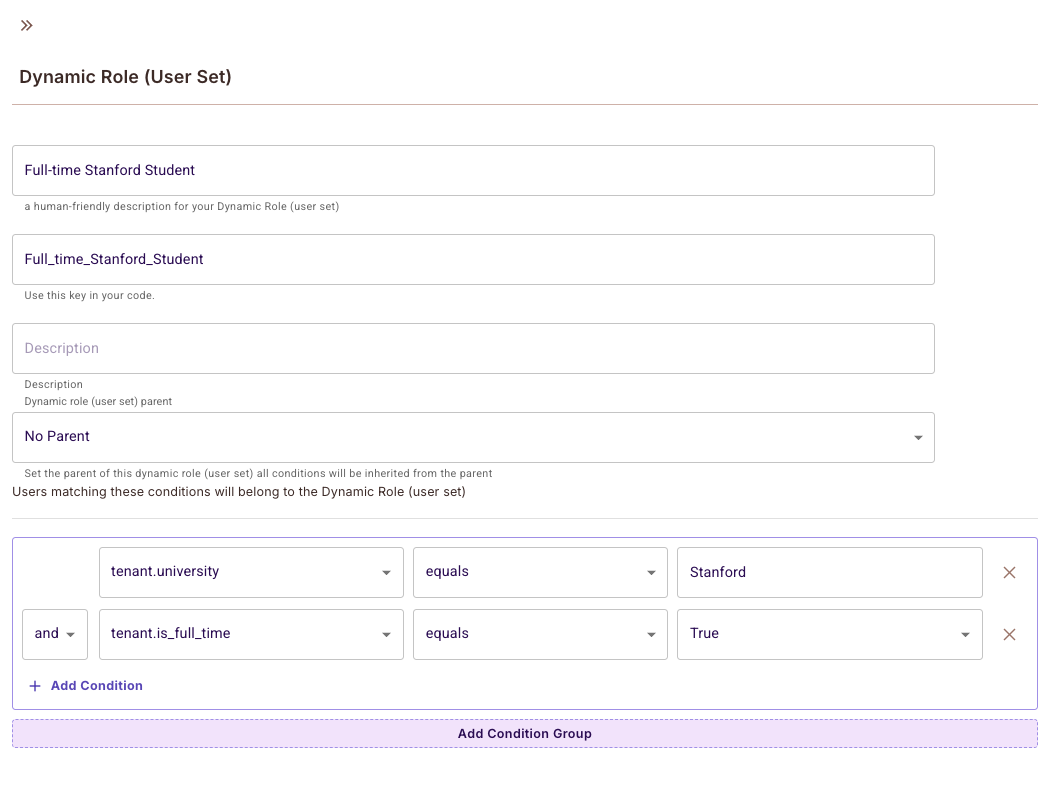 Dynamic Role (User Set)
Full-time Stanford Student
a human-friendly description for your Dynamic Role (user set)
Full_time_Stanford_Student
Use this key in your code.
Description
Description
Dynamic role (user set) parent
No Parent
Set the parent of this dynamic role (user set) all conditions will be inherited from the parent
Users matching these conditions will belong to the Dynamic Role (user set)
tenant.university equals Stanford
and tenant.is_full_time equals True
Add Condition
Add Condition Group